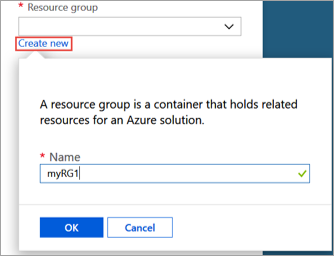 * Resource group
Create new
A resource group is a container that holds related
resources for an Azure solution.
* Name
myRG1
OK
Cancel